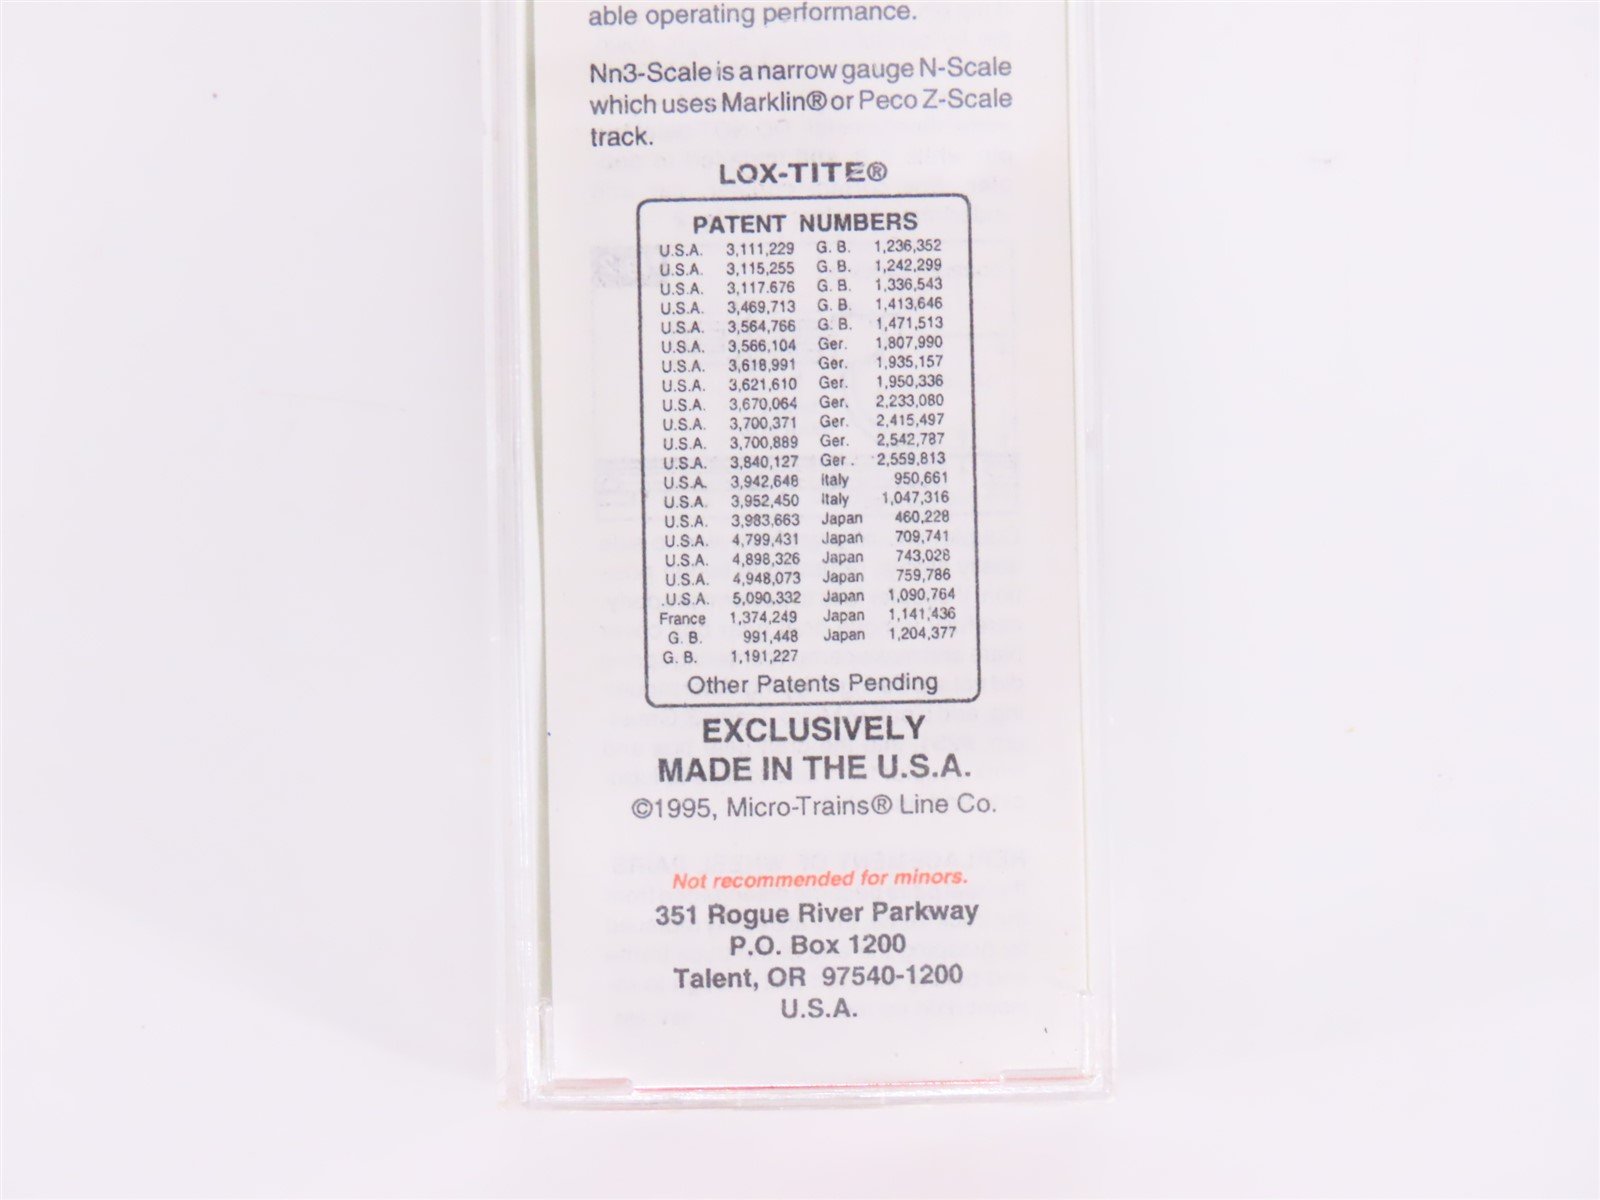 able operating performance.
Nn3-Scale is a narrow gauge N-Scale
which uses Marklin® or Peco Z-Scale
track.
LOX-TITE®
PATENT NUMBERS
U.S.A. 3,111,229 G. B. 1,236,352
U.S.A. 3,115,255 G. B. 1,242,299
U.S.A. 3,117.676 G. B. 1,336,543
U.S.A. 3,469,713 G. B. 1,413,646
U.S.A. 3,564,766 G. B. 1,471,513
U.S.A. 3,566,104 Ger. 1,807,990
U.S.A. 3,618,991 Ger. 1,935,157
U.S.A. 3,621,610 Ger. 1,950,336
U.S.A. 3,670,064 Ger. 2,233,080
U.S.A. 3,700,371 Ger. 2,415,497
U.S.A. 3,700,889 Ger. 2,542,787
U.S.A. 3,840,127 Ger . 2,559,813
U.S.A. 3,942,648 Italy 950,661
U.S.A. 3,952,450 Italy 1,047,316
U.S.A. 3,983,663 Japan 460,228
U.S.A. 4,799,431 Japan 709,741
U.S.A. 4,898,326 Japan 743,028
U.S.A. 4,948,073 Japan 759,786
.U.S.A. 5,090,332 Japan 1,090,764
France 1,374,249 Japan 1,141,436
G. B. 991,448 Japan 1,204,377
G. B. 1,191,227
Other Patents Pending
EXCLUSIVELY
MADE IN THE U.S.A.
©1995, Micro-Trains® Line Co.
Not recommended for minors.
351 Rogue River Parkway
P.O. Box 1200
Talent, OR 97540-1200
U.S.A.